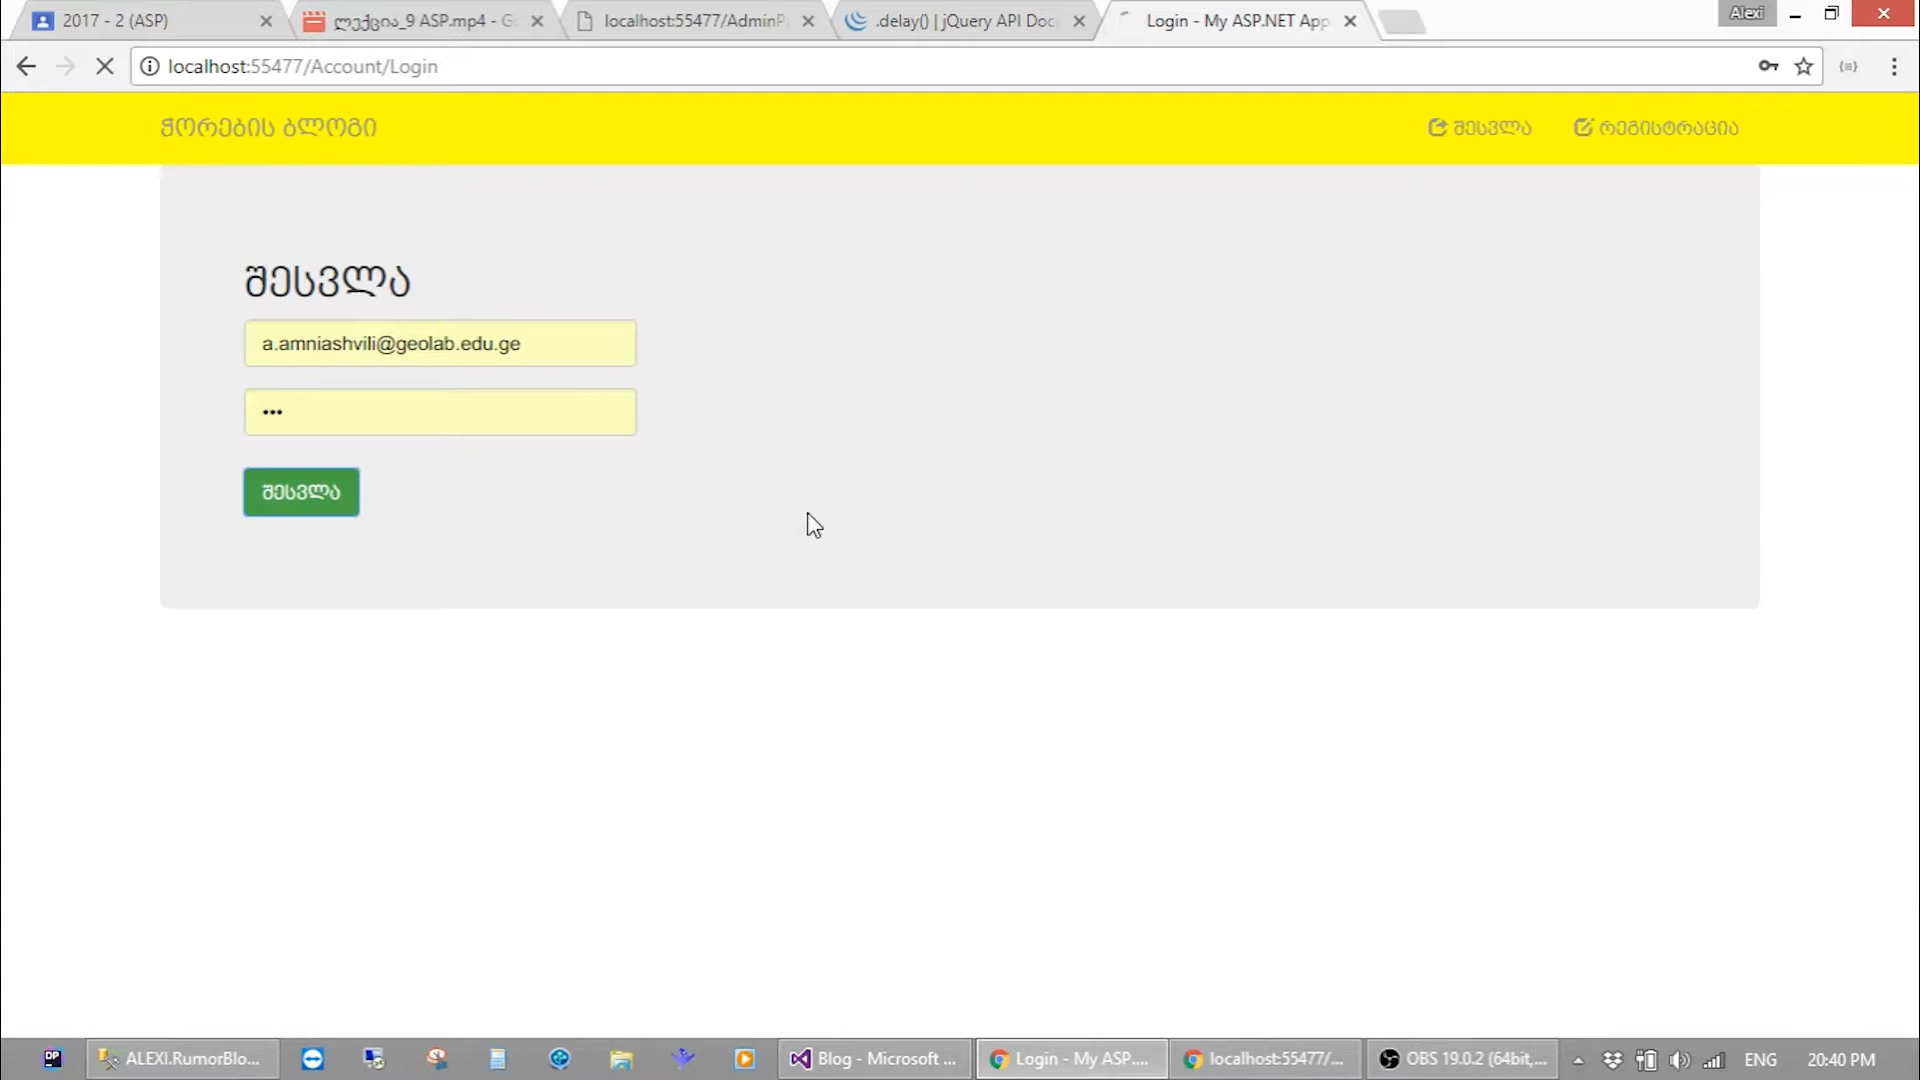 2017 - 2 (ASP)
ლექცია_9 ASP.mp4 - G
localhost:55477/AdminP
.delay() | jQuery API Doc
Login - My ASP.NET App
Alexi
localhost:55477/Account/Login
ჭორების ბლოგი
შესვლა
რეგისტრაცია
შესვლა
a.amniashvili@geolab.edu.ge
•••
შესვლა
ALEXI.RumorBlo...
Blog - Microsoft ...
Login - My ASP....
localhost:55477/...
OBS 19.0.2 (64bit,...
ENG
20:40 PM